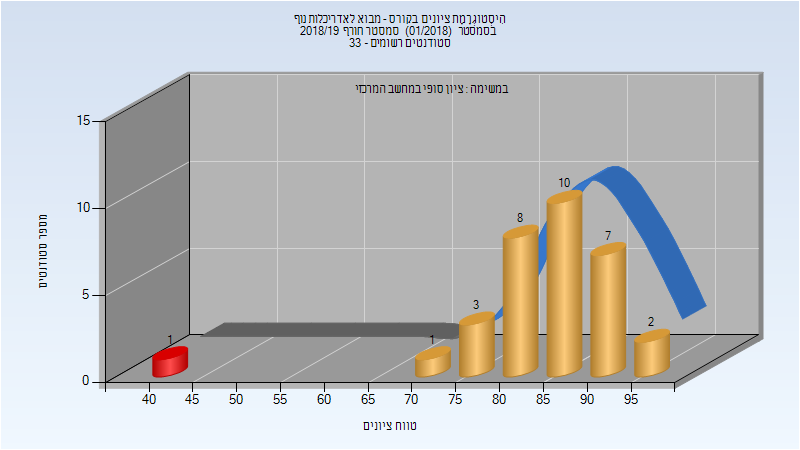 הִיסְטוֹגְרָמַת ציונים בקורס - מבוא לאדריכלות נוף
בסמסטר (01/2018) סמסטר חורף 2018/19
סטודנטים רשומים - 33
במשימה : ציון סופי במחשב המרכזי
15
10
5
0
מספר סטודנטים
1
1
3
8
10
7
2
40 45 50 55 60 65 70 75 80 85 90 95
טווח ציונים